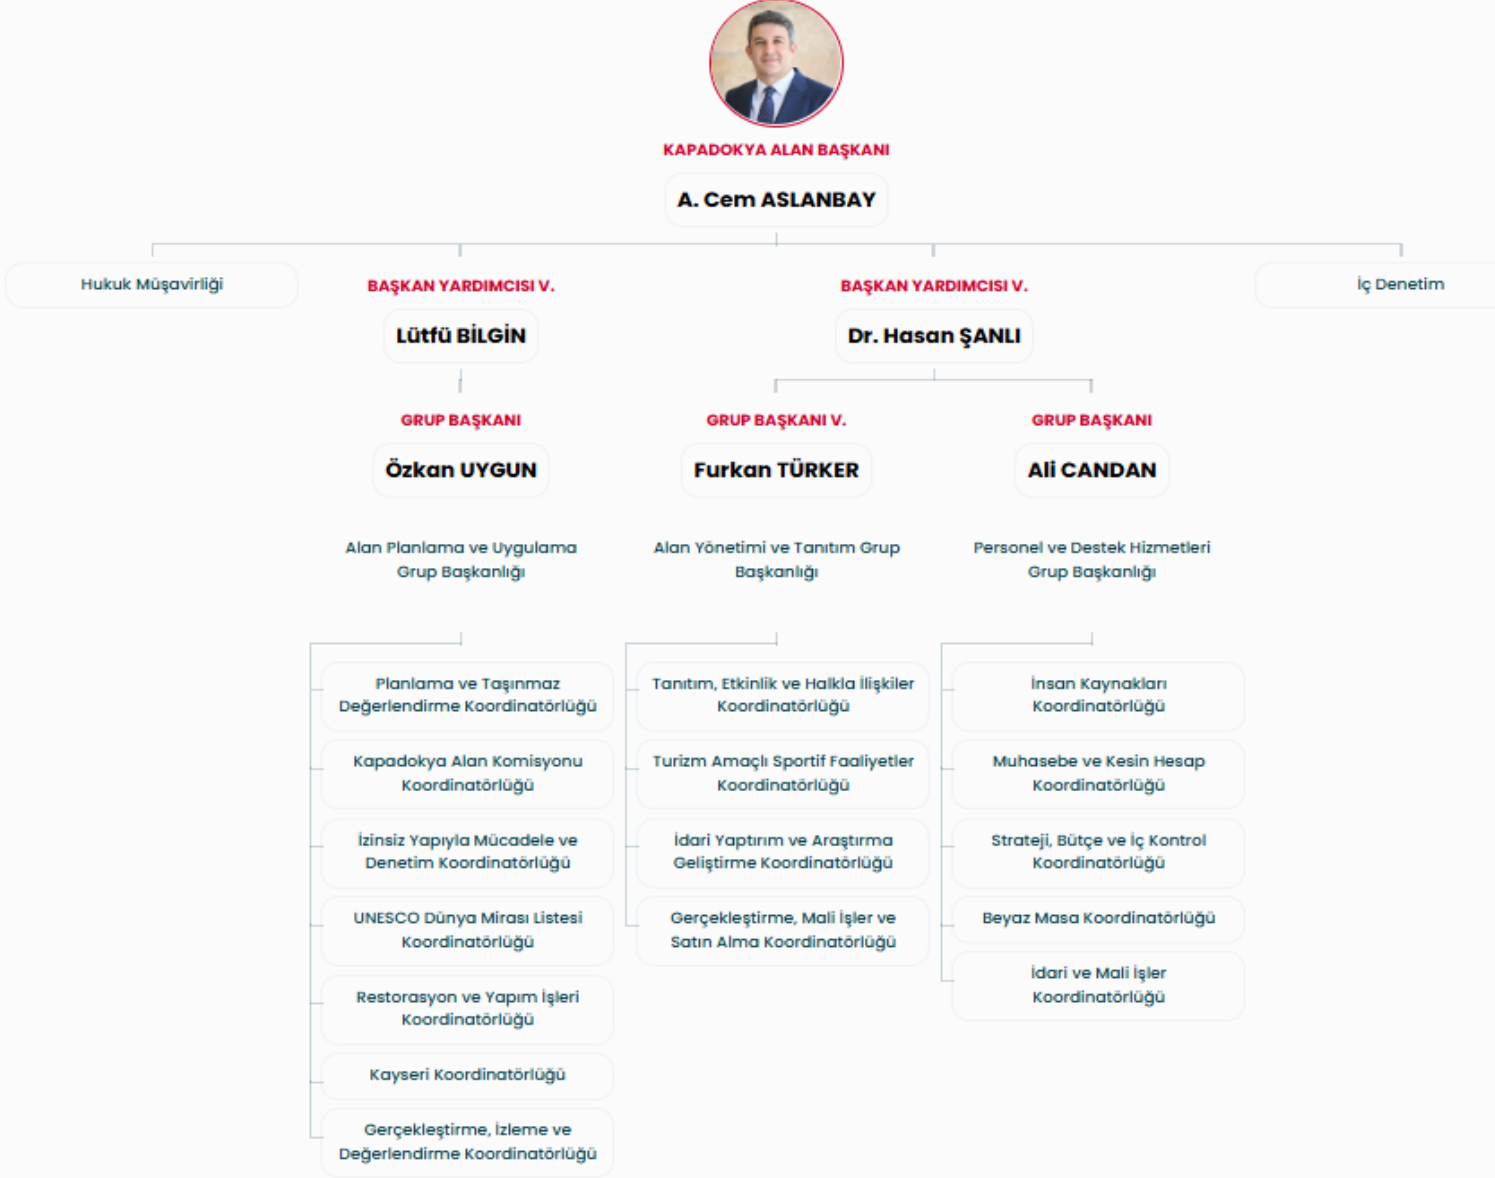 KAPADOKYA ALAN BAŞKANI
A. Cem ASLANBAY
Hukuk Müşavirliği
BAŞKAN YARDIMCISI V.
Lütfü BİLGİN
BAŞKAN YARDIMCISI V.
Dr. Hasan ŞANLI
İç Denetim
GRUP BAŞKANI
Özkan UYGUN
Alan Planlama ve Uygulama
Grup Başkanlığı
GRUP BAŞKANI V.
Furkan TÜRKER
Alan Yönetimi ve Tanıtım Grup
Başkanlığı
GRUP BAŞKANI
Ali CANDAN
Personel ve Destek Hizmetleri
Grup Başkanlığı
Planlama ve Taşınmaz
Değerlendirme Koordinatörlüğü
Kapadokya Alan Komisyonu
Koordinatörlüğü
İzinsiz Yapıyla Mücadele ve
Denetim Koordinatörlüğü
UNESCO Dünya Mirası Listesi
Koordinatörlüğü
Restorasyon ve Yapım İşleri
Koordinatörlüğü
Kayseri Koordinatörlüğü
Gerçekleştirme, İzleme ve
Değerlendirme Koordinatörlüğü
Tanıtım, Etkinlik ve Halkla İlişkiler
Koordinatörlüğü
Turizm Amaçlı Sportif Faaliyetler
Koordinatörlüğü
İdari Yaptırım ve Araştırma
Geliştirme Koordinatörlüğü
Gerçekleştirme, Mali İşler ve
Satın Alma Koordinatörlüğü
İnsan Kaynakları
Koordinatörlüğü
Muhasebe ve Kesin Hesap
Koordinatörlüğü
Strateji, Bütçe ve İç Kontrol
Koordinatörlüğü
Beyaz Masa Koordinatörlüğü
İdari ve Mali İşler
Koordinatörlüğü